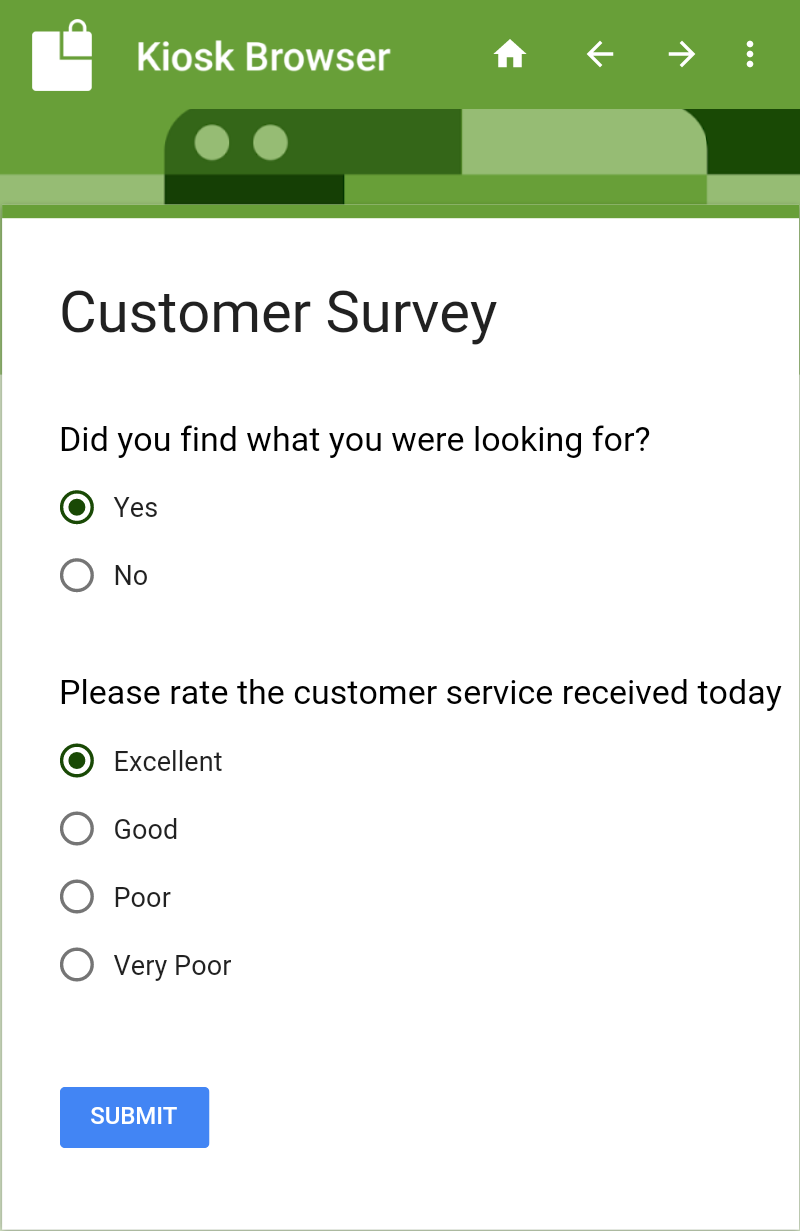 Kiosk Browser
Customer Survey
Did you find what you were looking for?
Yes
No
Please rate the customer service received today
Excellent
Good
Poor
Very Poor
SUBMIT